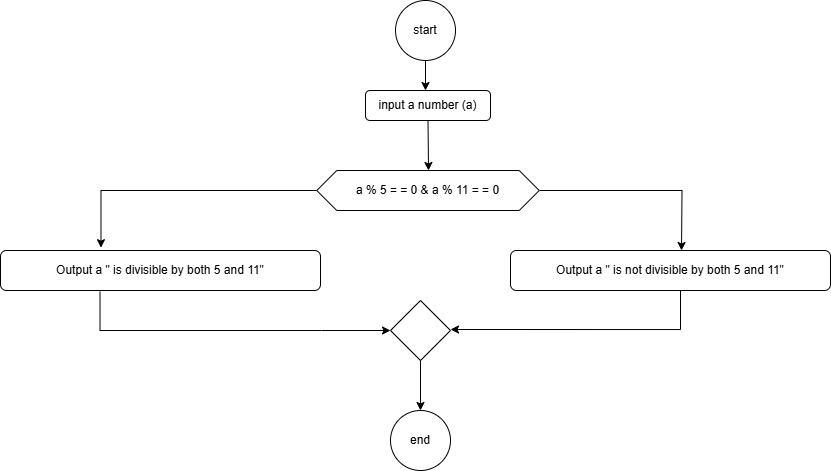 start
input a number (a)
a % 5 = = 0 & a % 11 = = 0
Output a " is divisible by both 5 and 11"
Output a " is not divisible by both 5 and 11"
end